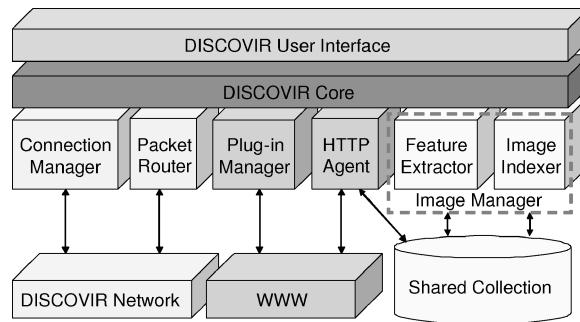 DISCOVIR User Interface
DISCOVIR Core
Connection
Manager
Packet
Router
Plug-in
Manager
HTTP
Agent
Feature
Extractor
Image
Indexer
Image Manager
DISCOVIR Network
WWW
Shared Collection